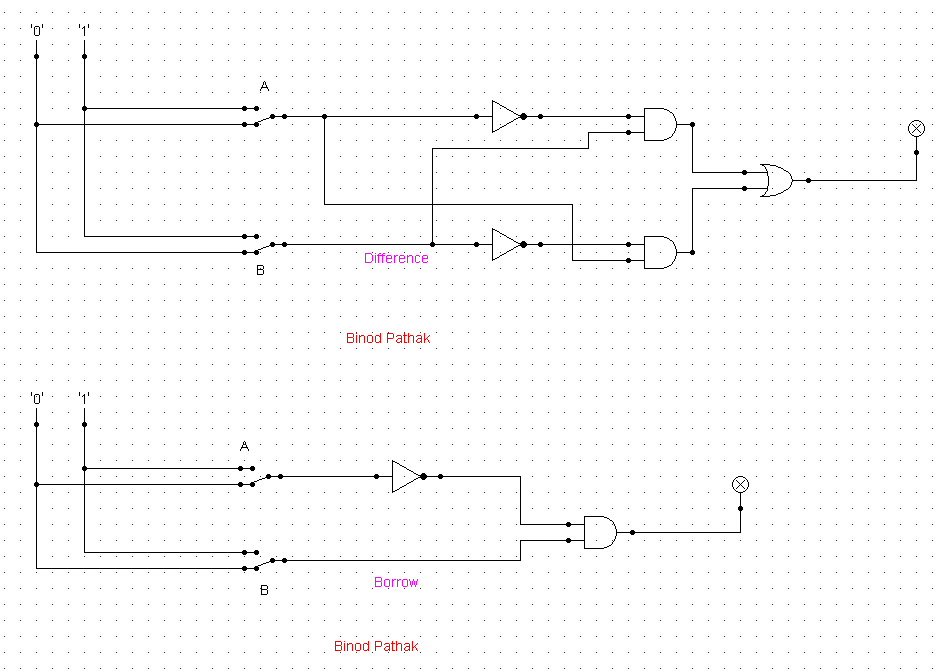 '0' '1'
A
B
Difference
Binod Pathak
'0' '1'
A
Borrow
B
Binod Pathak